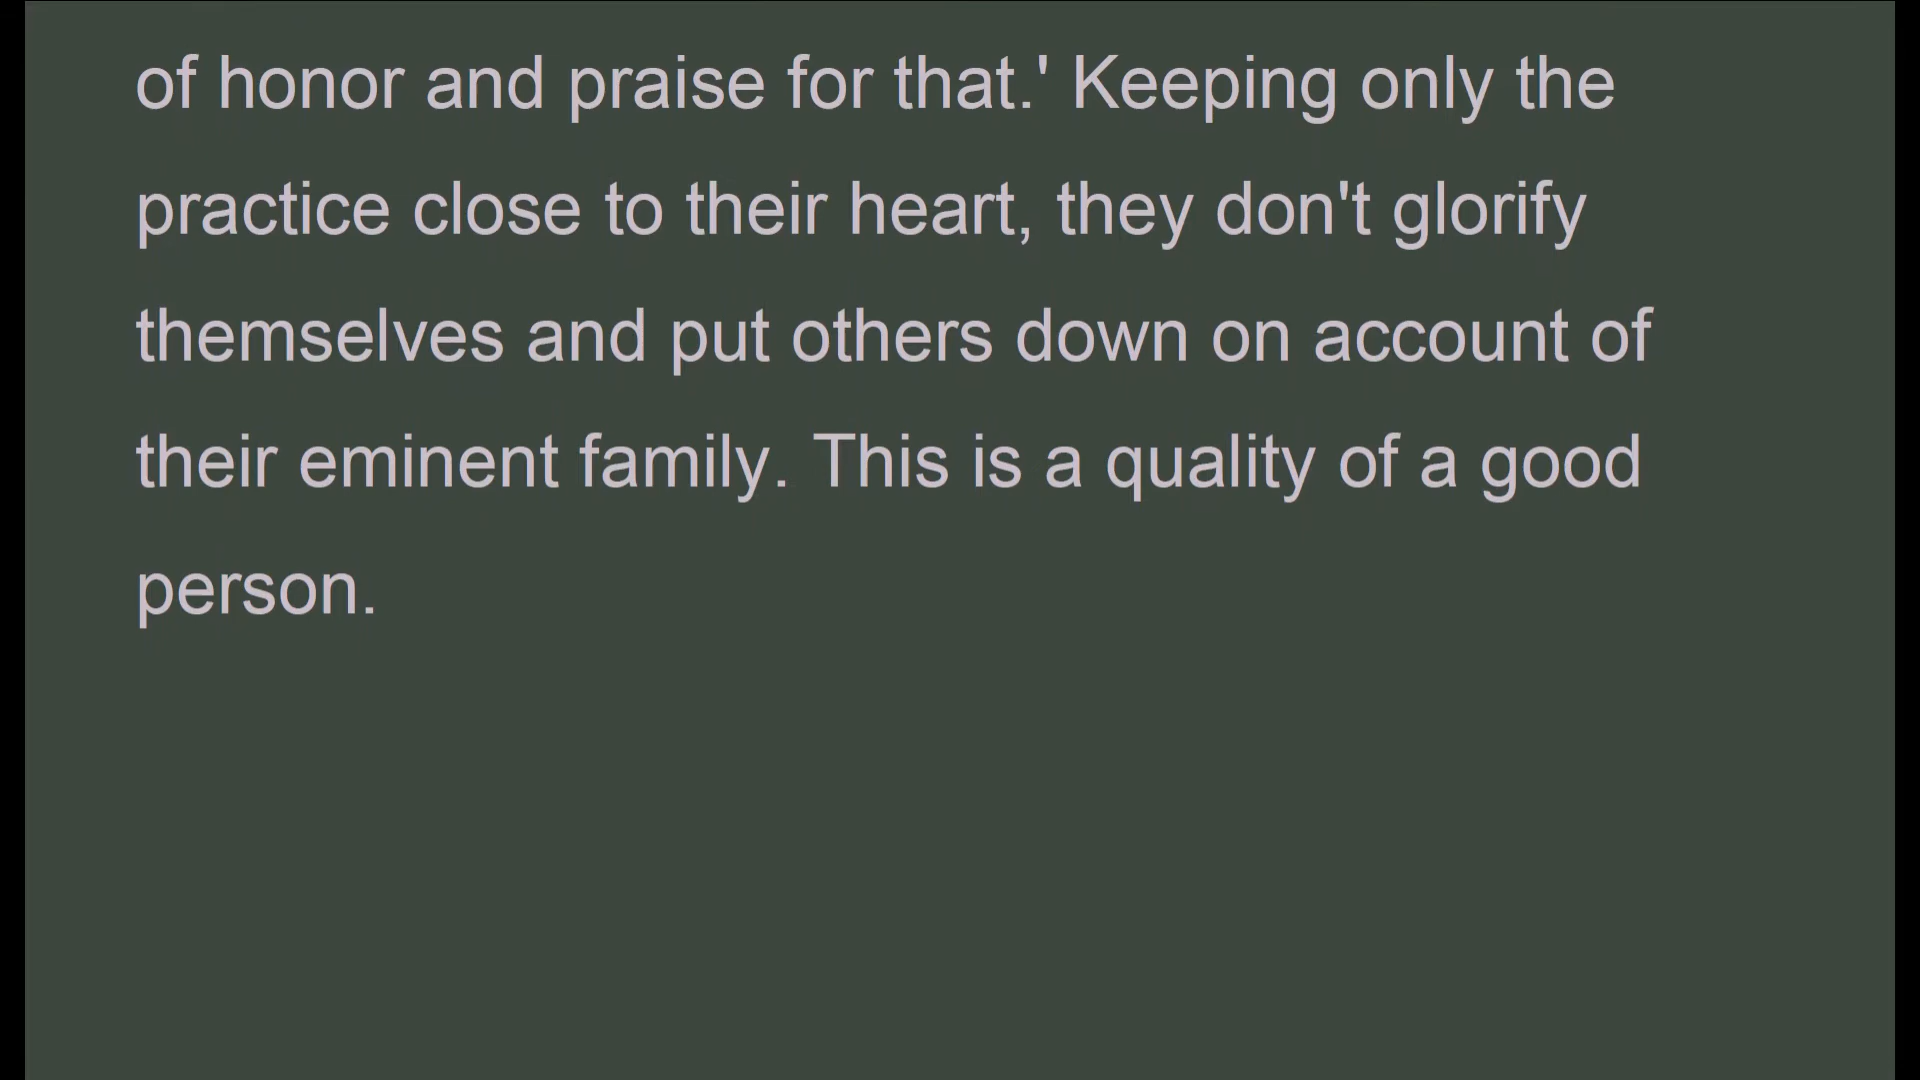 of honor and praise for that.' Keeping only the
practice close to their heart, they don't glorify
themselves and put others down on account of
their eminent family. This is a quality of a good
person.